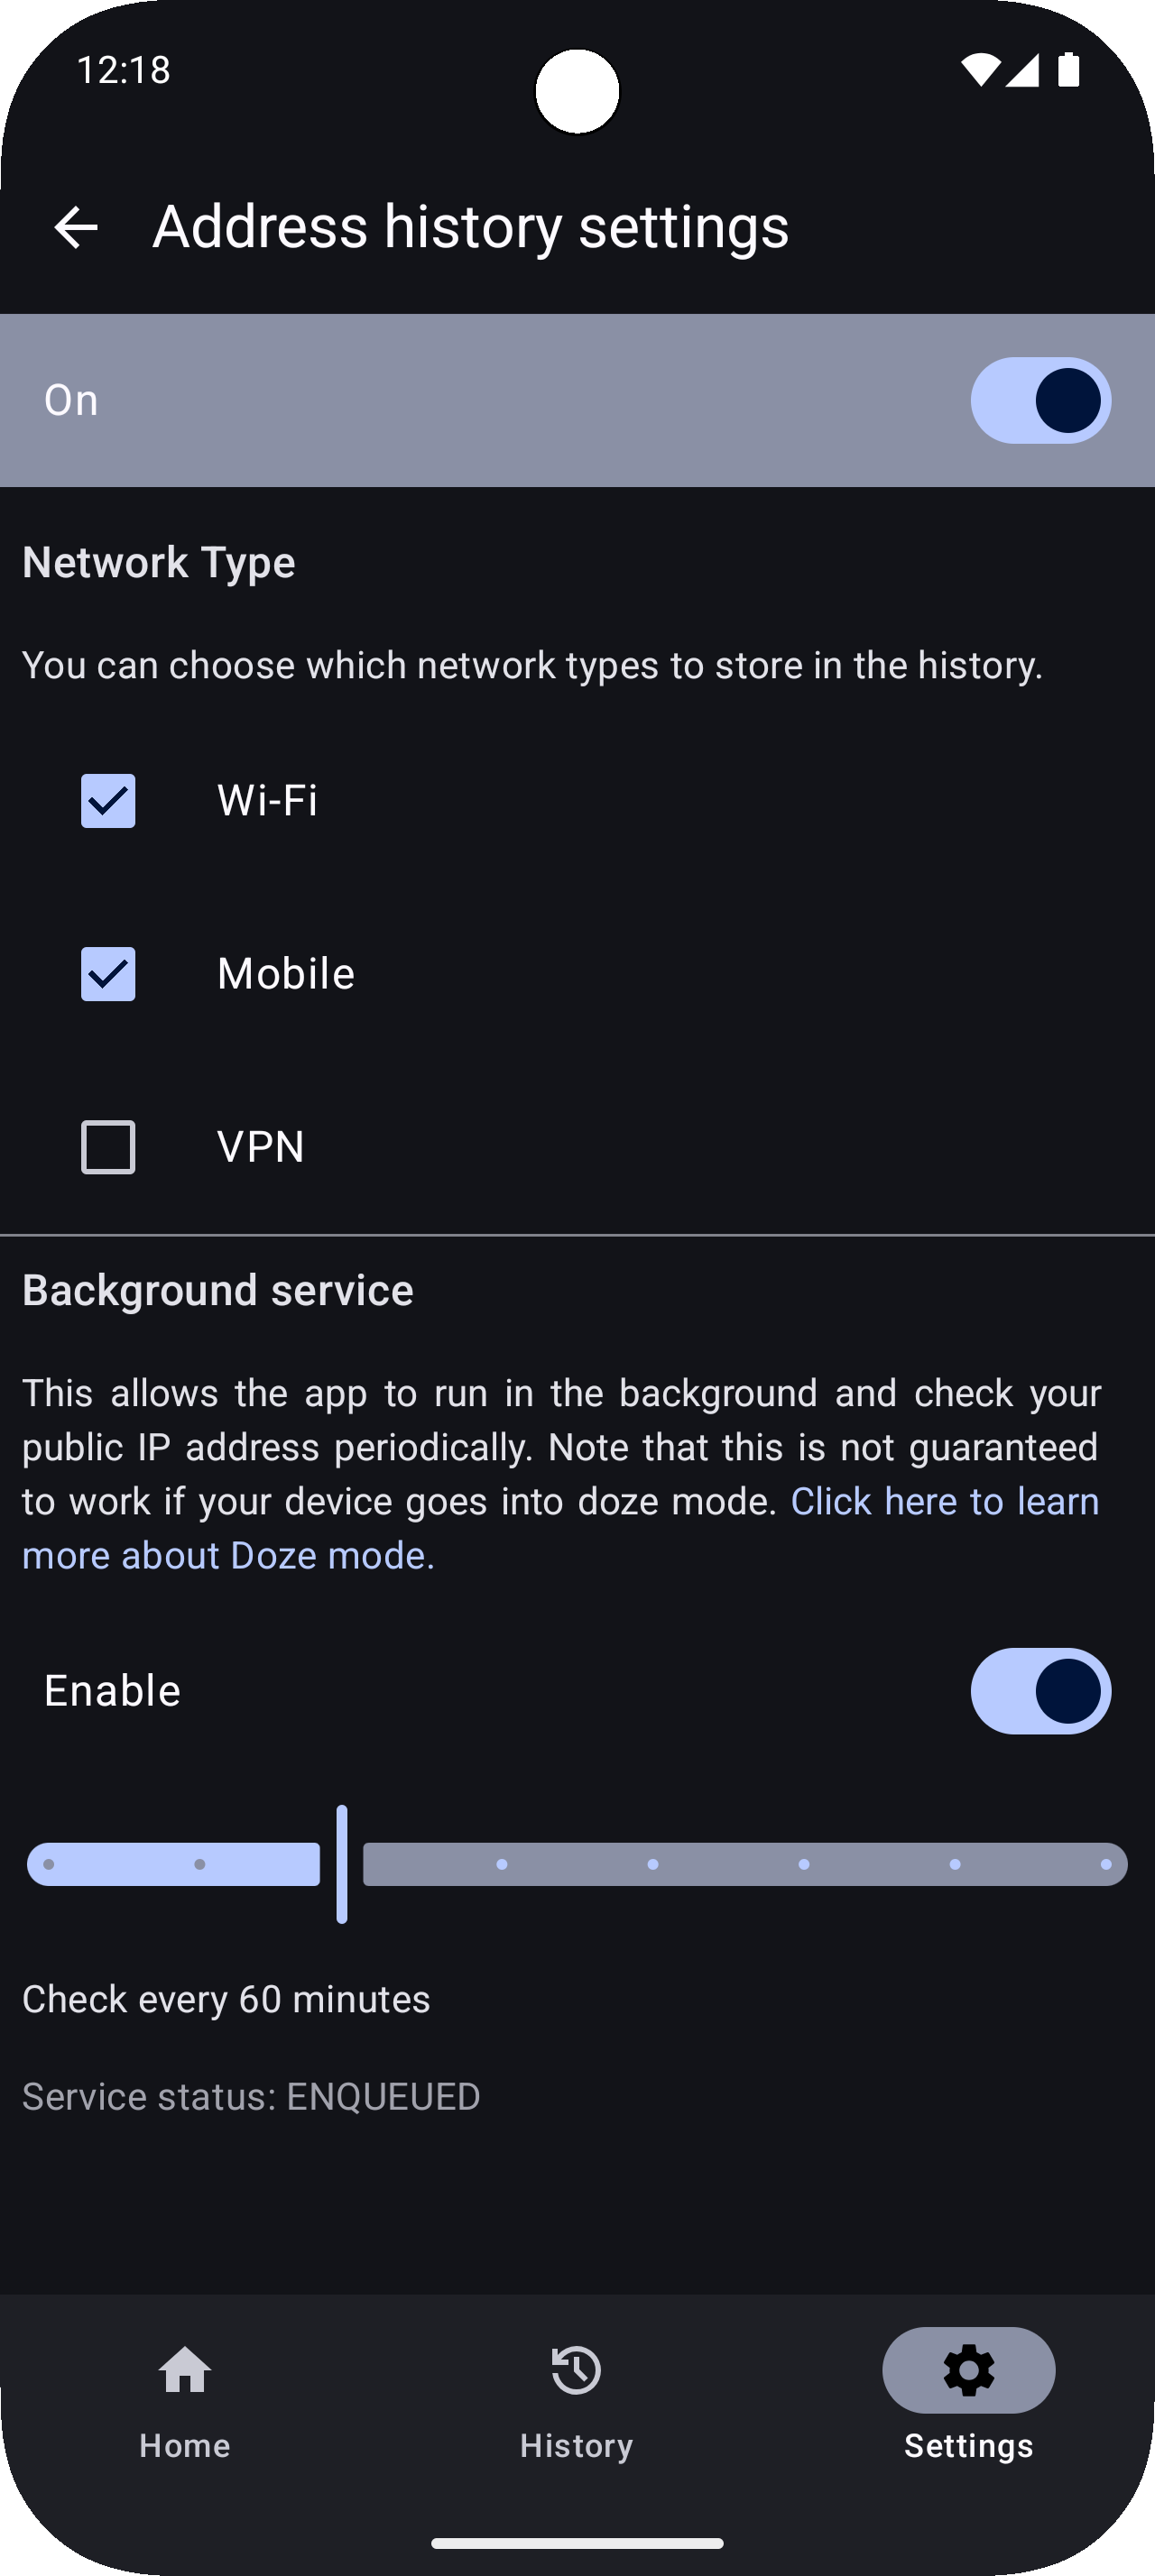 12:18
Address history settings
On
Network Type
You can choose which network types to store in the history.
Wi-Fi
Mobile
VPN
Background service
This allows the app to run in the background and check your
public IP address periodically. Note that this is not guaranteed
to work if your device goes into doze mode. Click here to learn
more about Doze mode.
Enable
Check every 60 minutes
Service status: ENQUEUED
Home
History
Settings